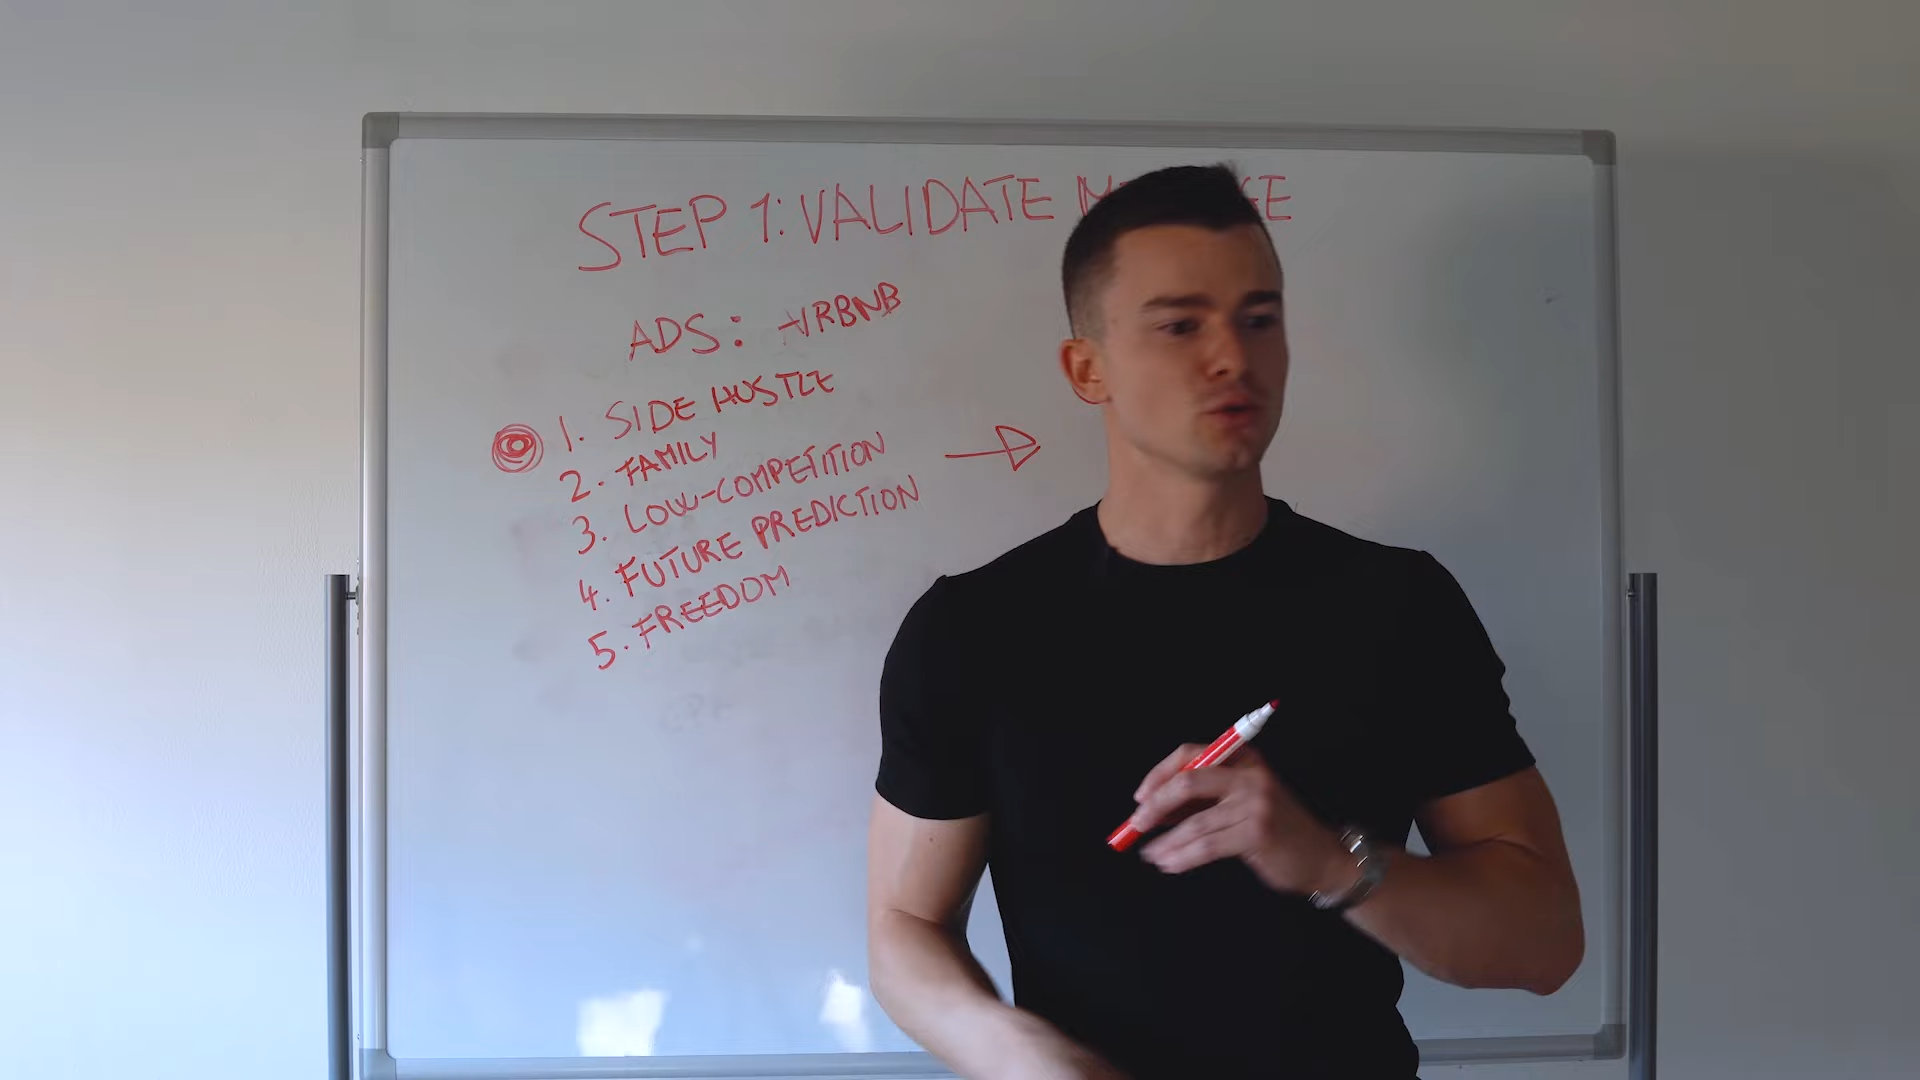 STEP 1: VALIDATE
ADS: AIRBNB
1. SIDE HUSTLE
2. FAMILY
3. LOW-COMPETITION
4. FUTURE PREDICTION
5. FREEDOM